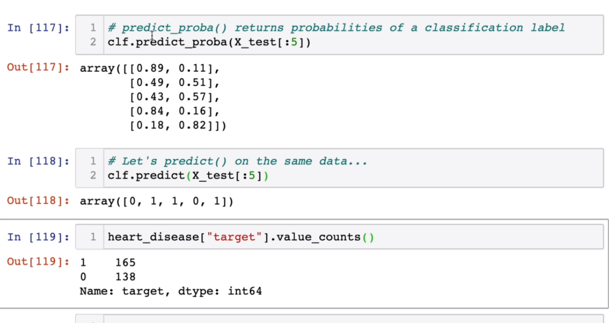 In [117]: 1 # predict_proba() returns probabilities of a classification label
2 clf.predict_proba(X_test[:5])
Out[117]: array([[0.89, 0.11],
[0.49, 0.51],
[0.43, 0.57],
[0.84, 0.16],
[0.18, 0.82]])
In [118]: 1 # Let's predict() on the same data...
2 clf.predict(X_test[:5])
Out[118]: array([0, 1, 1, 0, 1])
In [119]: 1 heart_disease["target"].value_counts()
Out[119]: 1 165
0 138
Name: target, dtype: int64